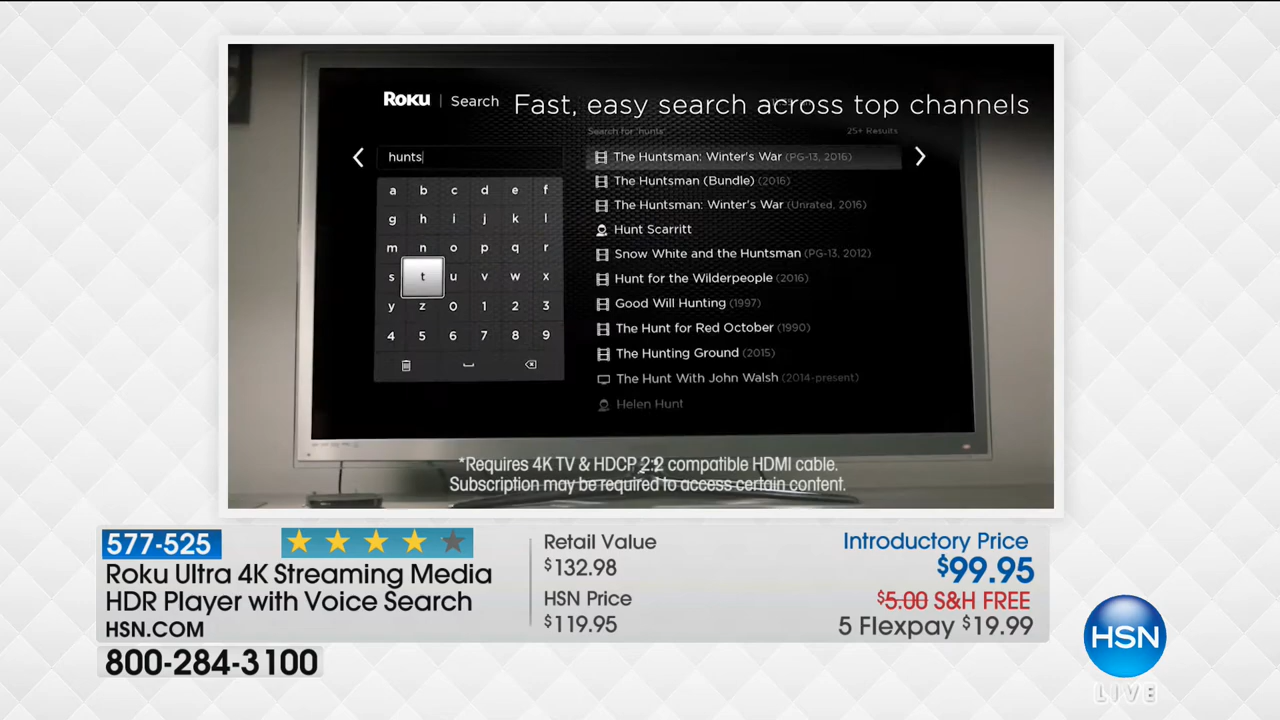 Roku | Search
Fast, easy search across top channels
Search for 'hunts'
25+ Results
hunts
a b c d e f
g h i j k l
m n o p q r
s t u v w x
y z 0 1 2 3
4 5 6 7 8 9
The Huntsman: Winter's War (PG-13, 2016)
The Huntsman (Bundle) (2016)
The Huntsman: Winter's War (Unrated, 2016)
Hunt Scarritt
Snow White and the Huntsman (PG-13, 2012)
Hunt for the Wilderpeople (2016)
Good Will Hunting (1997)
The Hunt for Red October (1990)
The Hunting Ground (2015)
The Hunt With John Walsh (2014-present)
Helen Hunt
*Requires 4K TV & HDCP 2.2 compatible HDMI cable.
Subscription may be required to access certain content.
577-525
Roku Ultra 4K Streaming Media
HDR Player with Voice Search
HSN.COM
800-284-3100
Retail Value
$132.98
HSN Price
$119.95
Introductory Price
$99.95
$5.00 S&H FREE
5 Flexpay $19.99
HSN
LIVE